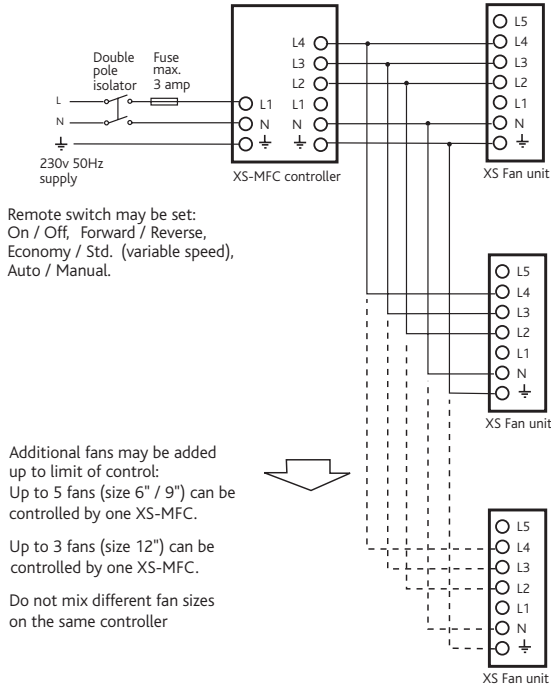 Double
pole
isolator
Fuse
max.
3 amp
L
N
230v 50Hz
supply
L1
N
L4
L3
L2
L1
N
XS-MFC controller
L5
L4
L3
L2
L1
N
XS Fan unit
Remote switch may be set:
On / Off, Forward / Reverse,
Economy / Std. (variable speed),
Auto / Manual.
L5
L4
L3
L2
L1
N
XS Fan unit
Additional fans may be added
up to limit of control:
Up to 5 fans (size 6" / 9") can be
controlled by one XS-MFC.
Up to 3 fans (size 12") can be
controlled by one XS-MFC.
Do not mix different fan sizes
on the same controller
L5
L4
L3
L2
L1
N
XS Fan unit